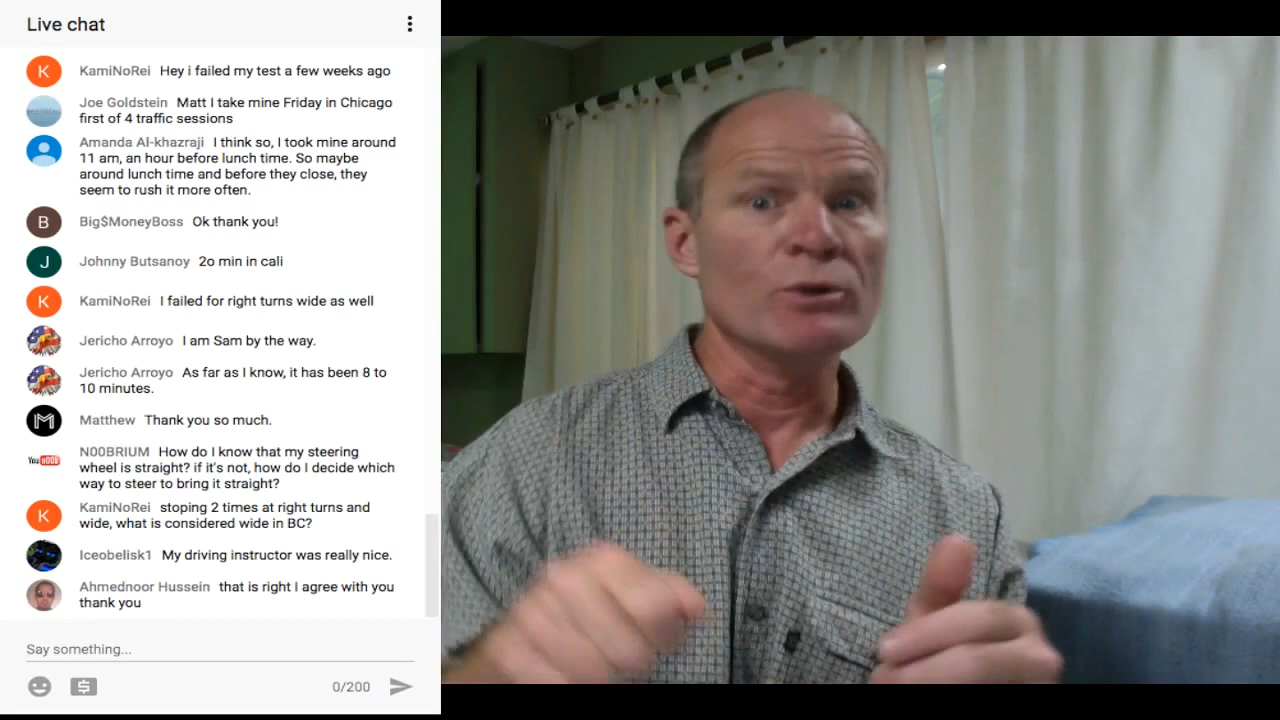 Live chat
K
KamiNoRei Hey i failed my test a few weeks ago
Joe Goldstein Matt I take mine Friday in Chicago
first of 4 traffic sessions
Amanda Al-khazraji I think so, I took mine around
11 am, an hour before lunch time. So maybe
around lunch time and before they close, they
seem to rush it more often.
B
Big$MoneyBoss Ok thank you!
J
Johnny Butsanoy 2o min in cali
K
KamiNoRei I failed for right turns wide as well
Jericho Arroyo I am Sam by the way.
Jericho Arroyo As far as I know, it has been 8 to
10 minutes.
M
Matthew Thank you so much.
You N00B
N00BRIUM How do I know that my steering
wheel is straight? if it's not, how do I decide which
way to steer to bring it straight?
K
KamiNoRei stoping 2 times at right turns and
wide, what is considered wide in BC?
Iceobelisk1 My driving instructor was really nice.
Ahmednoor Hussein that is right I agree with you
thank you
Say something...
$
0/200